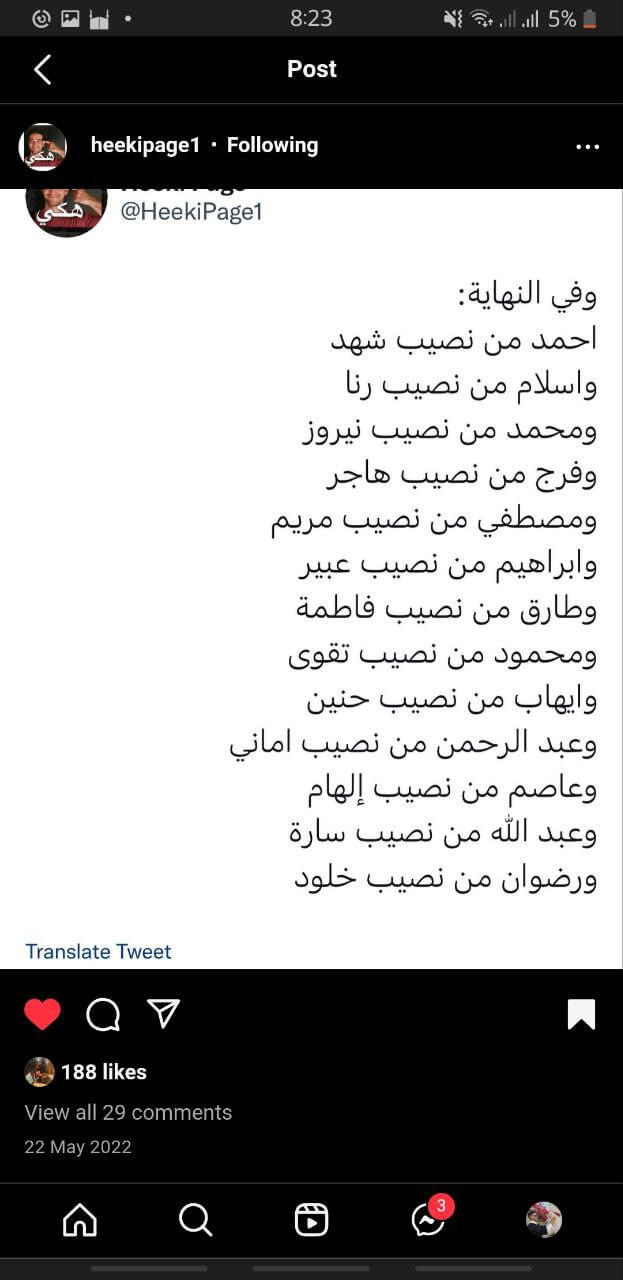 8:23
5%
Post
heekipage1 • Following
هكي
هكي
@HeekiPage1
وفي النهاية:
احمد من نصيب شهد
واسلام من نصيب رنا
ومحمد من نصيب نيروز
وفرج من نصيب هاجر
ومصطفي من نصيب مريم
وابراهيم من نصيب عبير
وطارق من نصيب فاطمة
ومحمود من نصيب تقوى
وايهاب من نصيب حنين
وعبد الرحمن من نصيب اماني
وعاصم من نصيب إلهام
وعبد الله من نصيب سارة
ورضوان من نصيب خلود
Translate Tweet
188 likes
View all 29 comments
22 May 2022
3